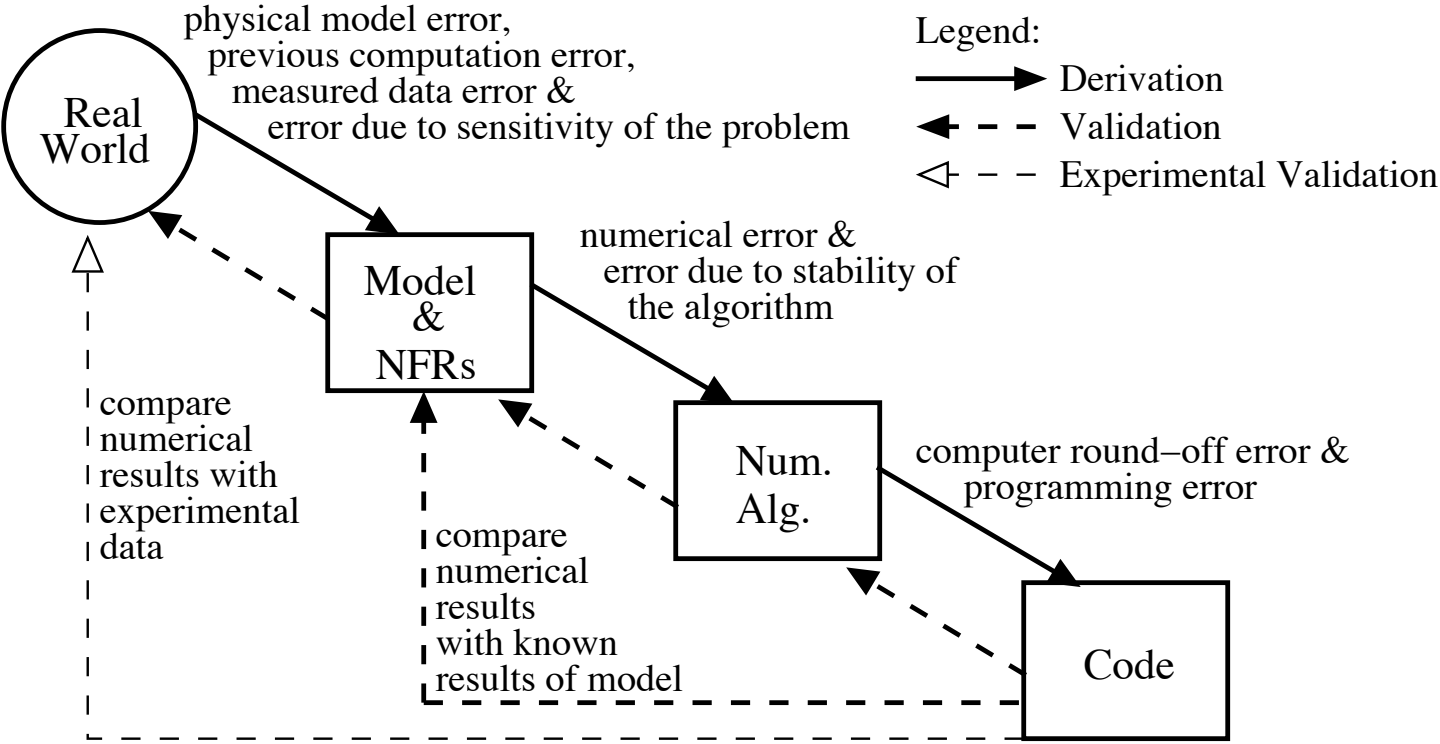 physical model error,
previous computation error,
measured data error &
error due to sensitivity of the problem
Legend:
Derivation
Validation
Experimental Validation
Real
World
numerical error &
error due to stability of
the algorithm
Model
&
NFRs
compare
numerical
results with
experimental
data
Num.
Alg.
computer round−off error &
programming error
compare
numerical
results
with known
results of model
Code